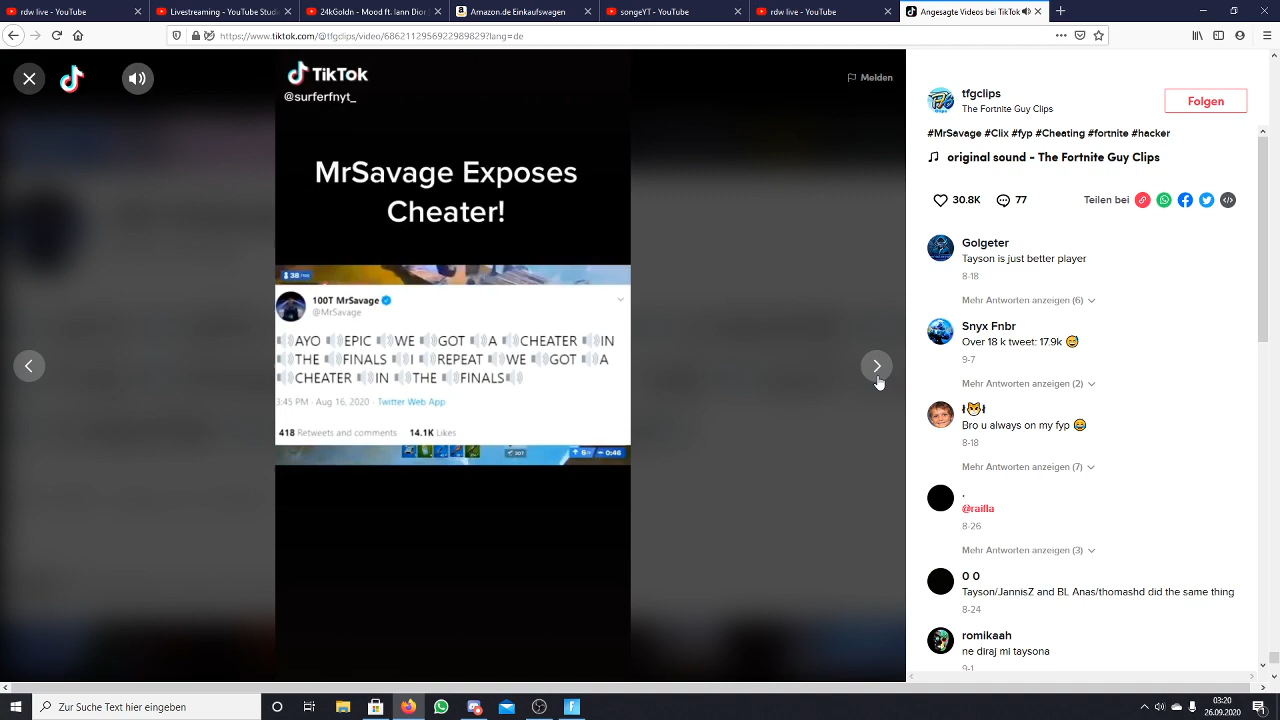 rdw live - YouTube
Livestreaming - YouTube Stud
24kGoldn - Mood ft. Iann Dior
Amazon.de Einkaufswagen
songeYT - YouTube
rdw live - YouTube
Angesagte Videos bei TikTok
https://www.tiktok.com/@tfgclips/video/6862112956922989829?lang=de
TikTok
@surferfnyt_
Melden
MrSavage Exposes
Cheater!
38
100T MrSavage
@MrSavage
🔊AYO 🔊EPIC 🔊WE 🔊GOT 🔊A 🔊CHEATER 🔊IN
🔊THE 🔊FINALS 🔊I 🔊REPEAT 🔊WE 🔊GOT 🔊A
🔊CHEATER 🔊IN 🔊THE 🔊FINALS🔊
3:45 PM · Aug 16, 2020 · Twitter Web App
418 Retweets and comments 14.1K Likes
207
0:46
tfgclips
The Fortnite Guy Clips
Folgen
#MrSavage #Clix #fyp #Cheating #fortnite #hacker
♫ original sound - The Fortnite Guy Clips
30.8K
77
Teilen bei
Golgeter
Tayson is just better player
8-18
Mehr Antworten anzeigen (6)
Snyx Fnbr
Over 18 k tweet: 17.9k 😅
9-7
Mehr Antworten anzeigen (2)
Bro u always on my fyp 😂
8-18
Mehr Antworten anzeigen (7)
.
@railla
8-26
Mehr Antworten anzeigen (3)
O O
Tayson/JannisZ and BL Anas/thomashd did the same thing
8-24
romikaah
ne diraj mi taysona
9-1
Zur Suche Text hier eingeben
03:20
26.09.2020